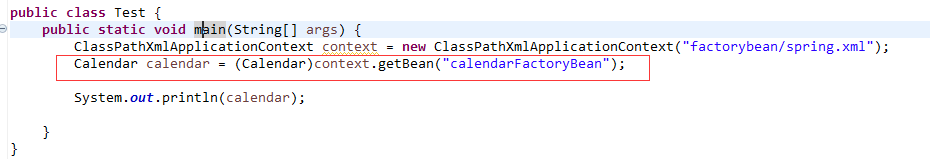 public class Test {
public static void main(String[] args) {
ClassPathXmlApplicationContext context = new ClassPathXmlApplicationContext("factorybean/spring.xml");
Calendar calendar = (Calendar)context.getBean("calendarFactoryBean");
System.out.println(calendar);
}
}